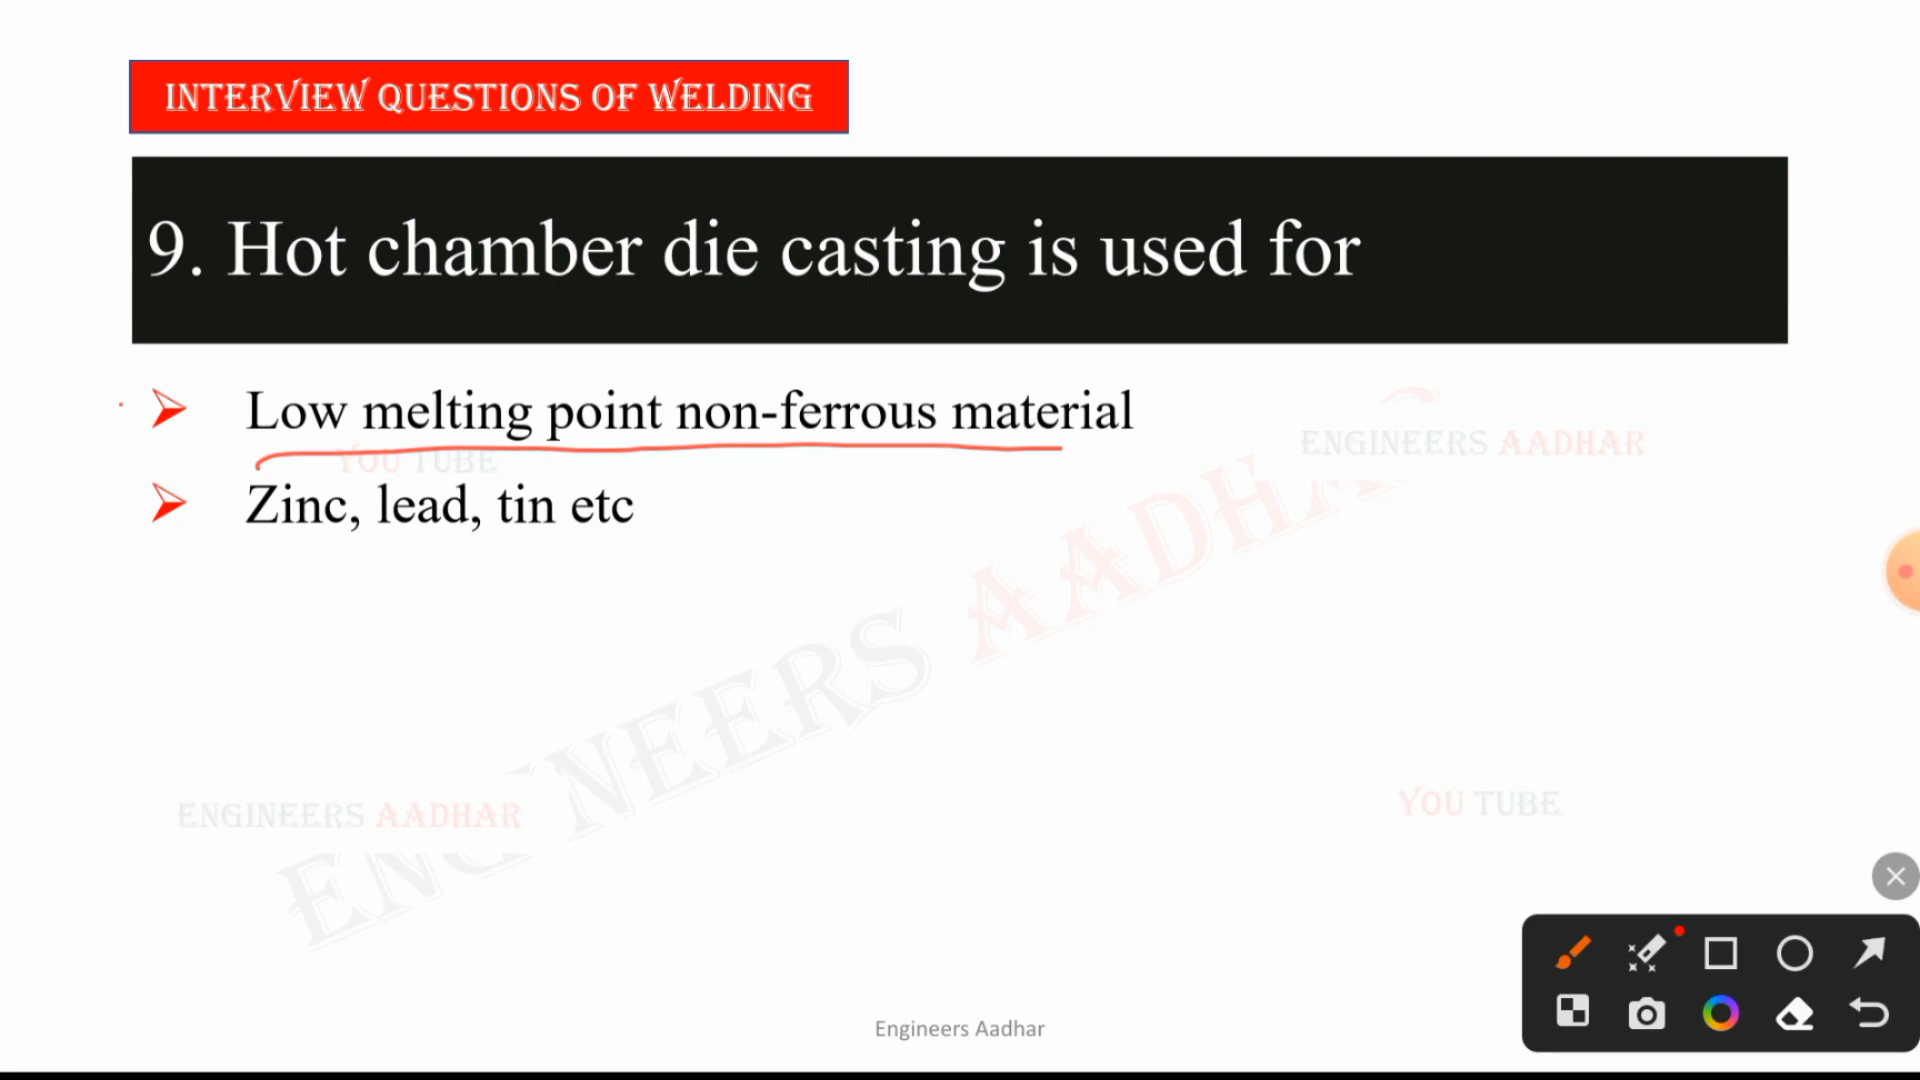 INTERVIEW QUESTIONS OF WELDING
9. Hot chamber die casting is used for
Low melting point non-ferrous material
ENGINEERS AADHAR
YOU TUBE
Zinc, lead, tin etc
ENGINEERS AADHAR
YOU TUBE
ENGINEERS AADHAR
Engineers Aadhar